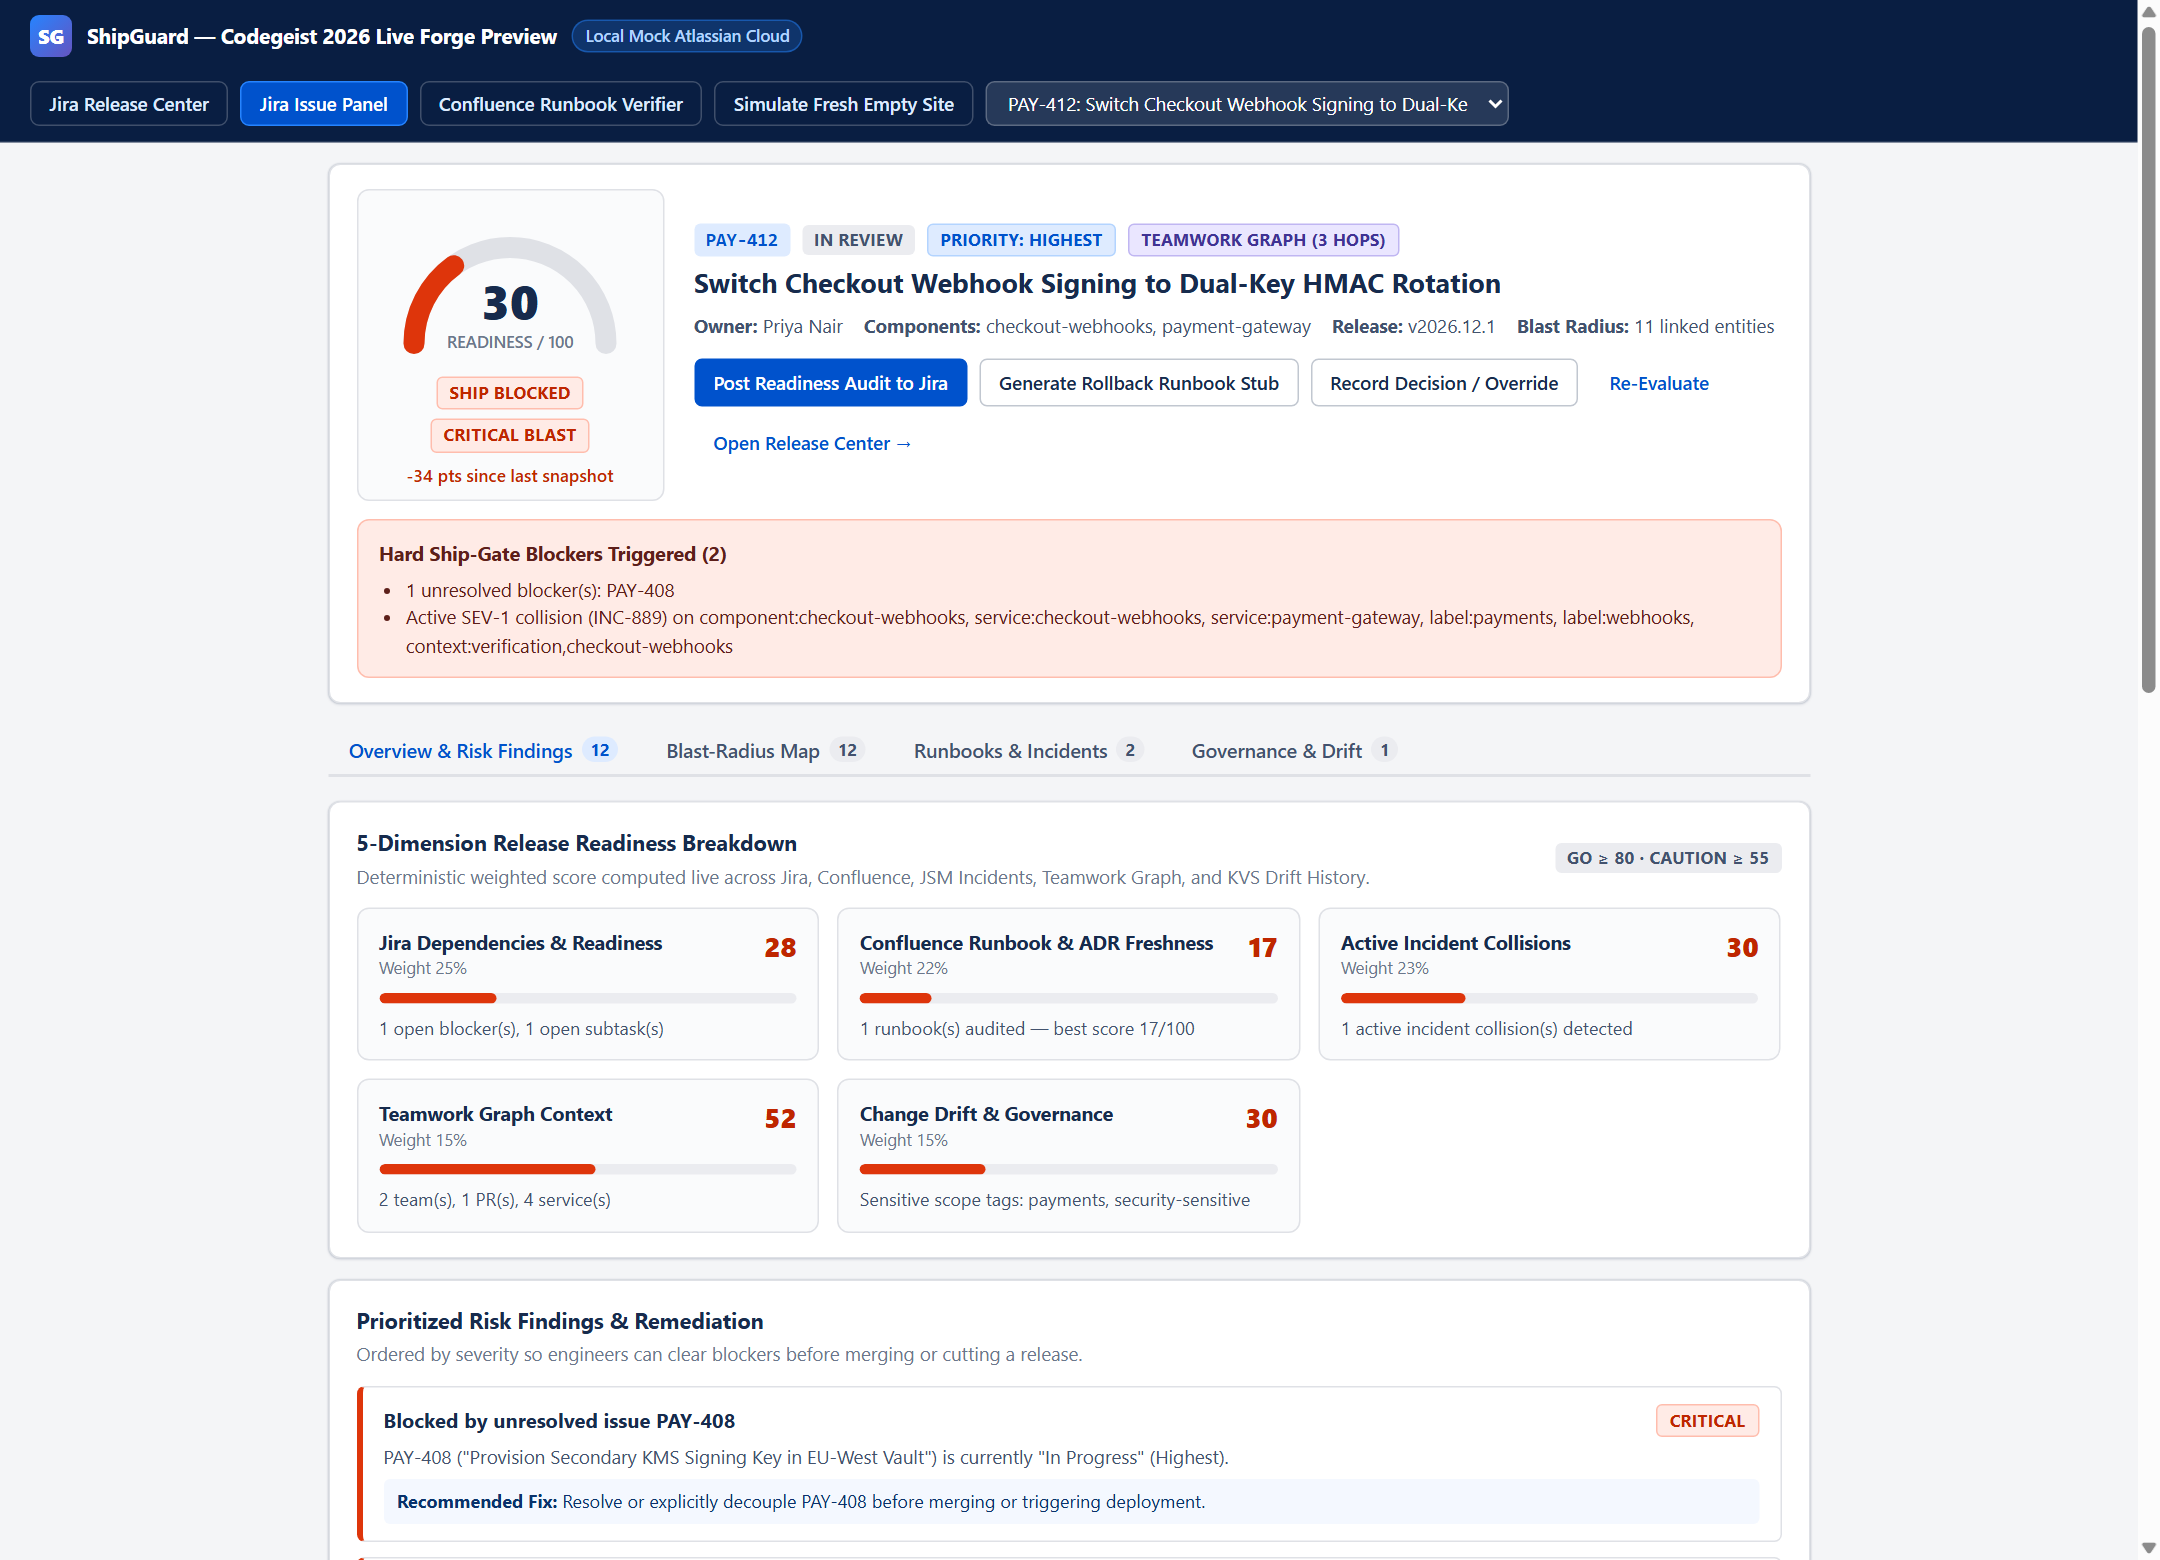 SG ShipGuard — Codegeist 2026 Live Forge Preview Local Mock Atlassian Cloud
Jira Release Center Jira Issue Panel Confluence Runbook Verifier Simulate Fresh Empty Site PAY-412: Switch Checkout Webhook Signing to Dual-Ke
30
READINESS / 100
SHIP BLOCKED
CRITICAL BLAST
-34 pts since last snapshot
PAY-412 IN REVIEW PRIORITY: HIGHEST TEAMWORK GRAPH (3 HOPS)
Switch Checkout Webhook Signing to Dual-Key HMAC Rotation
Owner: Priya Nair Components: checkout-webhooks, payment-gateway Release: v2026.12.1 Blast Radius: 11 linked entities
Post Readiness Audit to Jira Generate Rollback Runbook Stub Record Decision / Override Re-Evaluate
Open Release Center →
Hard Ship-Gate Blockers Triggered (2)
• 1 unresolved blocker(s): PAY-408
• Active SEV-1 collision (INC-889) on component:checkout-webhooks, service:checkout-webhooks, service:payment-gateway, label:payments, label:webhooks,
context:verification,checkout-webhooks
Overview & Risk Findings 12 Blast-Radius Map 12 Runbooks & Incidents 2 Governance & Drift 1
5-Dimension Release Readiness Breakdown
Deterministic weighted score computed live across Jira, Confluence, JSM Incidents, Teamwork Graph, and KVS Drift History.
GO ≥ 80 · CAUTION ≥ 55
Jira Dependencies & Readiness 28
Weight 25%
1 open blocker(s), 1 open subtask(s)
Confluence Runbook & ADR Freshness 17
Weight 22%
1 runbook(s) audited — best score 17/100
Active Incident Collisions 30
Weight 23%
1 active incident collision(s) detected
Teamwork Graph Context 52
Weight 15%
2 team(s), 1 PR(s), 4 service(s)
Change Drift & Governance 30
Weight 15%
Sensitive scope tags: payments, security-sensitive
Prioritized Risk Findings & Remediation
Ordered by severity so engineers can clear blockers before merging or cutting a release.
Blocked by unresolved issue PAY-408 CRITICAL
PAY-408 ("Provision Secondary KMS Signing Key in EU-West Vault") is currently "In Progress" (Highest).
Recommended Fix: Resolve or explicitly decouple PAY-408 before merging or triggering deployment.